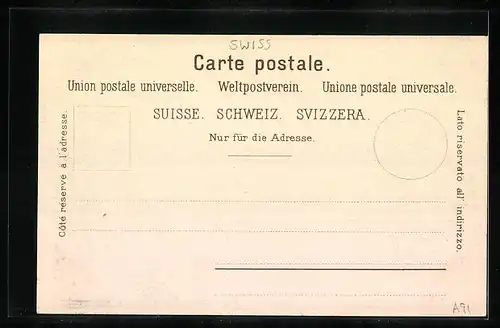 SWISS
Carte postale.
Union postale universelle. Weltpostverein. Unione postale universale.
SUISSE. SCHWEIZ. SVIZZERA.
Nur für die Adresse.
Côté réservé à l'adresse.
Lato riservato all' indirizzo.
A91